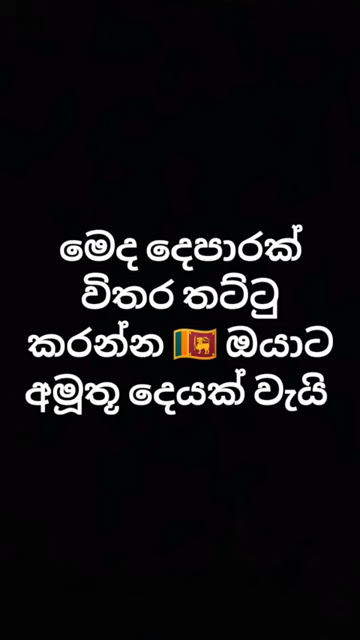 මෙද දෙපාරක්
විතර තට්ටු
කරන්න 🇱🇰 ඔයාට
අමූතූ දෙයක් වැයි